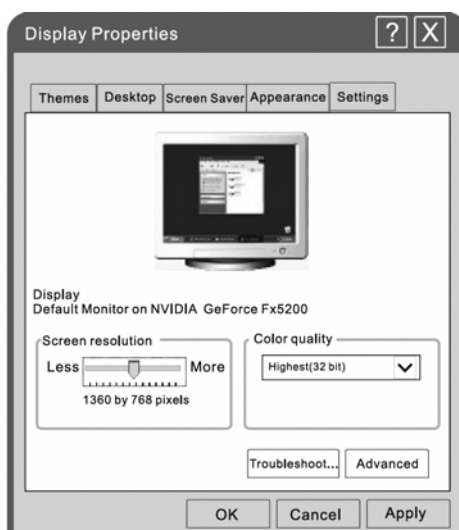 Display Properties ? X
Themes Desktop Screen Saver Appearance Settings
Display
Default Monitor on NVIDIA GeForce Fx5200
Screen resolution
Less More
1360 by 768 pixels
Color quality
Highest(32 bit)
Troubleshoot... Advanced
OK Cancel Apply